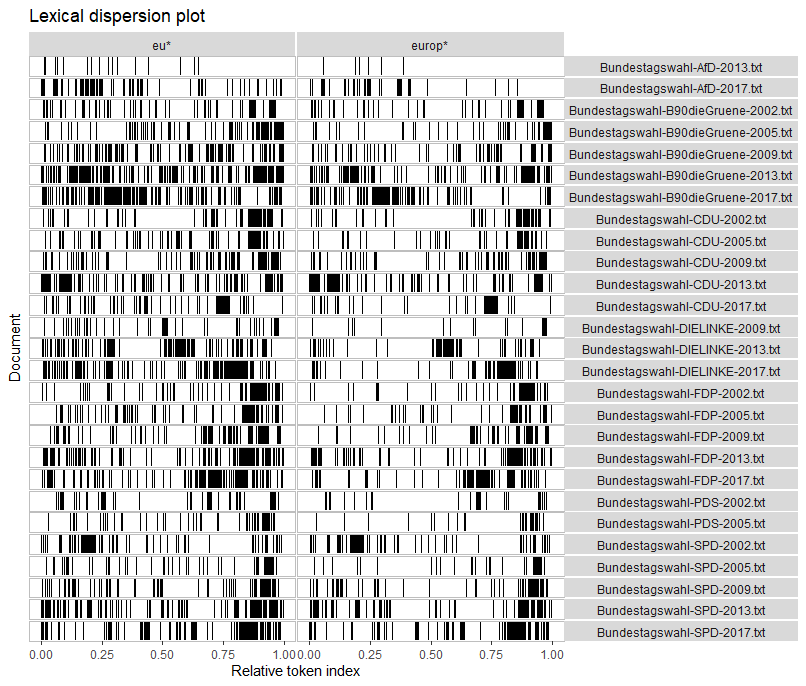 Lexical dispersion plot
eu*
europ*
Bundestagswahl-AfD-2013.txt
Bundestagswahl-AfD-2017.txt
Bundestagswahl-B90dieGruene-2002.txt
Bundestagswahl-B90dieGruene-2005.txt
Bundestagswahl-B90dieGruene-2009.txt
Bundestagswahl-B90dieGruene-2013.txt
Bundestagswahl-B90dieGruene-2017.txt
Bundestagswahl-CDU-2002.txt
Bundestagswahl-CDU-2005.txt
Bundestagswahl-CDU-2009.txt
Bundestagswahl-CDU-2013.txt
Bundestagswahl-CDU-2017.txt
Bundestagswahl-DIELINKE-2009.txt
Bundestagswahl-DIELINKE-2013.txt
Bundestagswahl-DIELINKE-2017.txt
Bundestagswahl-FDP-2002.txt
Bundestagswahl-FDP-2005.txt
Bundestagswahl-FDP-2009.txt
Bundestagswahl-FDP-2013.txt
Bundestagswahl-FDP-2017.txt
Bundestagswahl-PDS-2002.txt
Bundestagswahl-PDS-2005.txt
Bundestagswahl-SPD-2002.txt
Bundestagswahl-SPD-2005.txt
Bundestagswahl-SPD-2009.txt
Bundestagswahl-SPD-2013.txt
Bundestagswahl-SPD-2017.txt
Document
0.00 0.25 0.50 0.75 1.00 0.00 0.25 0.50 0.75 1.00
Relative token index